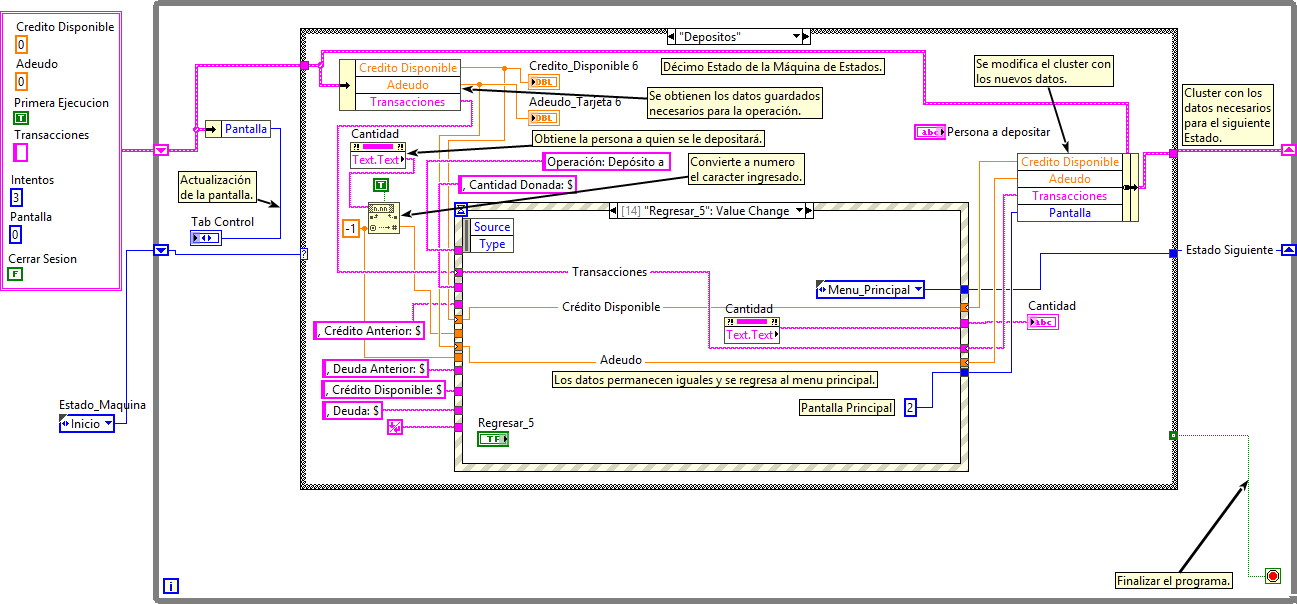 Credito Disponible
0
Adeudo
0
Primera Ejecucion
T
Transacciones
Intentos
3
Pantalla
0
Cerrar Sesion
F
Estado_Maquina
Inicio
Pantalla
Actualización
de la pantalla.
Tab Control
"Depositos"
Credito Disponible
Adeudo
Transacciones
Credito_Disponible 6
DBL
Adeudo_Tarjeta 6
DBL
Décimo Estado de la Máquina de Estados.
Se obtienen los datos guardados
necesarios para la operación.
Cantidad
Text.Text
Obtiene la persona a quien se le depositará.
Operación: Depósito a
Convierte a numero
el caracter ingresado.
, Cantidad Donada: $
T
-1
[14] "Regresar_5": Value Change
Source
Type
Transacciones
Crédito Disponible
Cantidad
Text.Text
Menu_Principal
Adeudo
Los datos permanecen iguales y se regresa al menu principal.
Pantalla Principal
2
Regresar_5
TF
, Crédito Anterior: $
, Deuda Anterior: $
, Crédito Disponible: $
, Deuda: $
Se modifica el cluster con
los nuevos datos.
abc
Persona a depositar
Credito Disponible
Adeudo
Transacciones
Pantalla
Cluster con los
datos necesarios
para el siguiente
Estado.
Estado Siguiente
Cantidad
abc
Finalizar el programa.
i